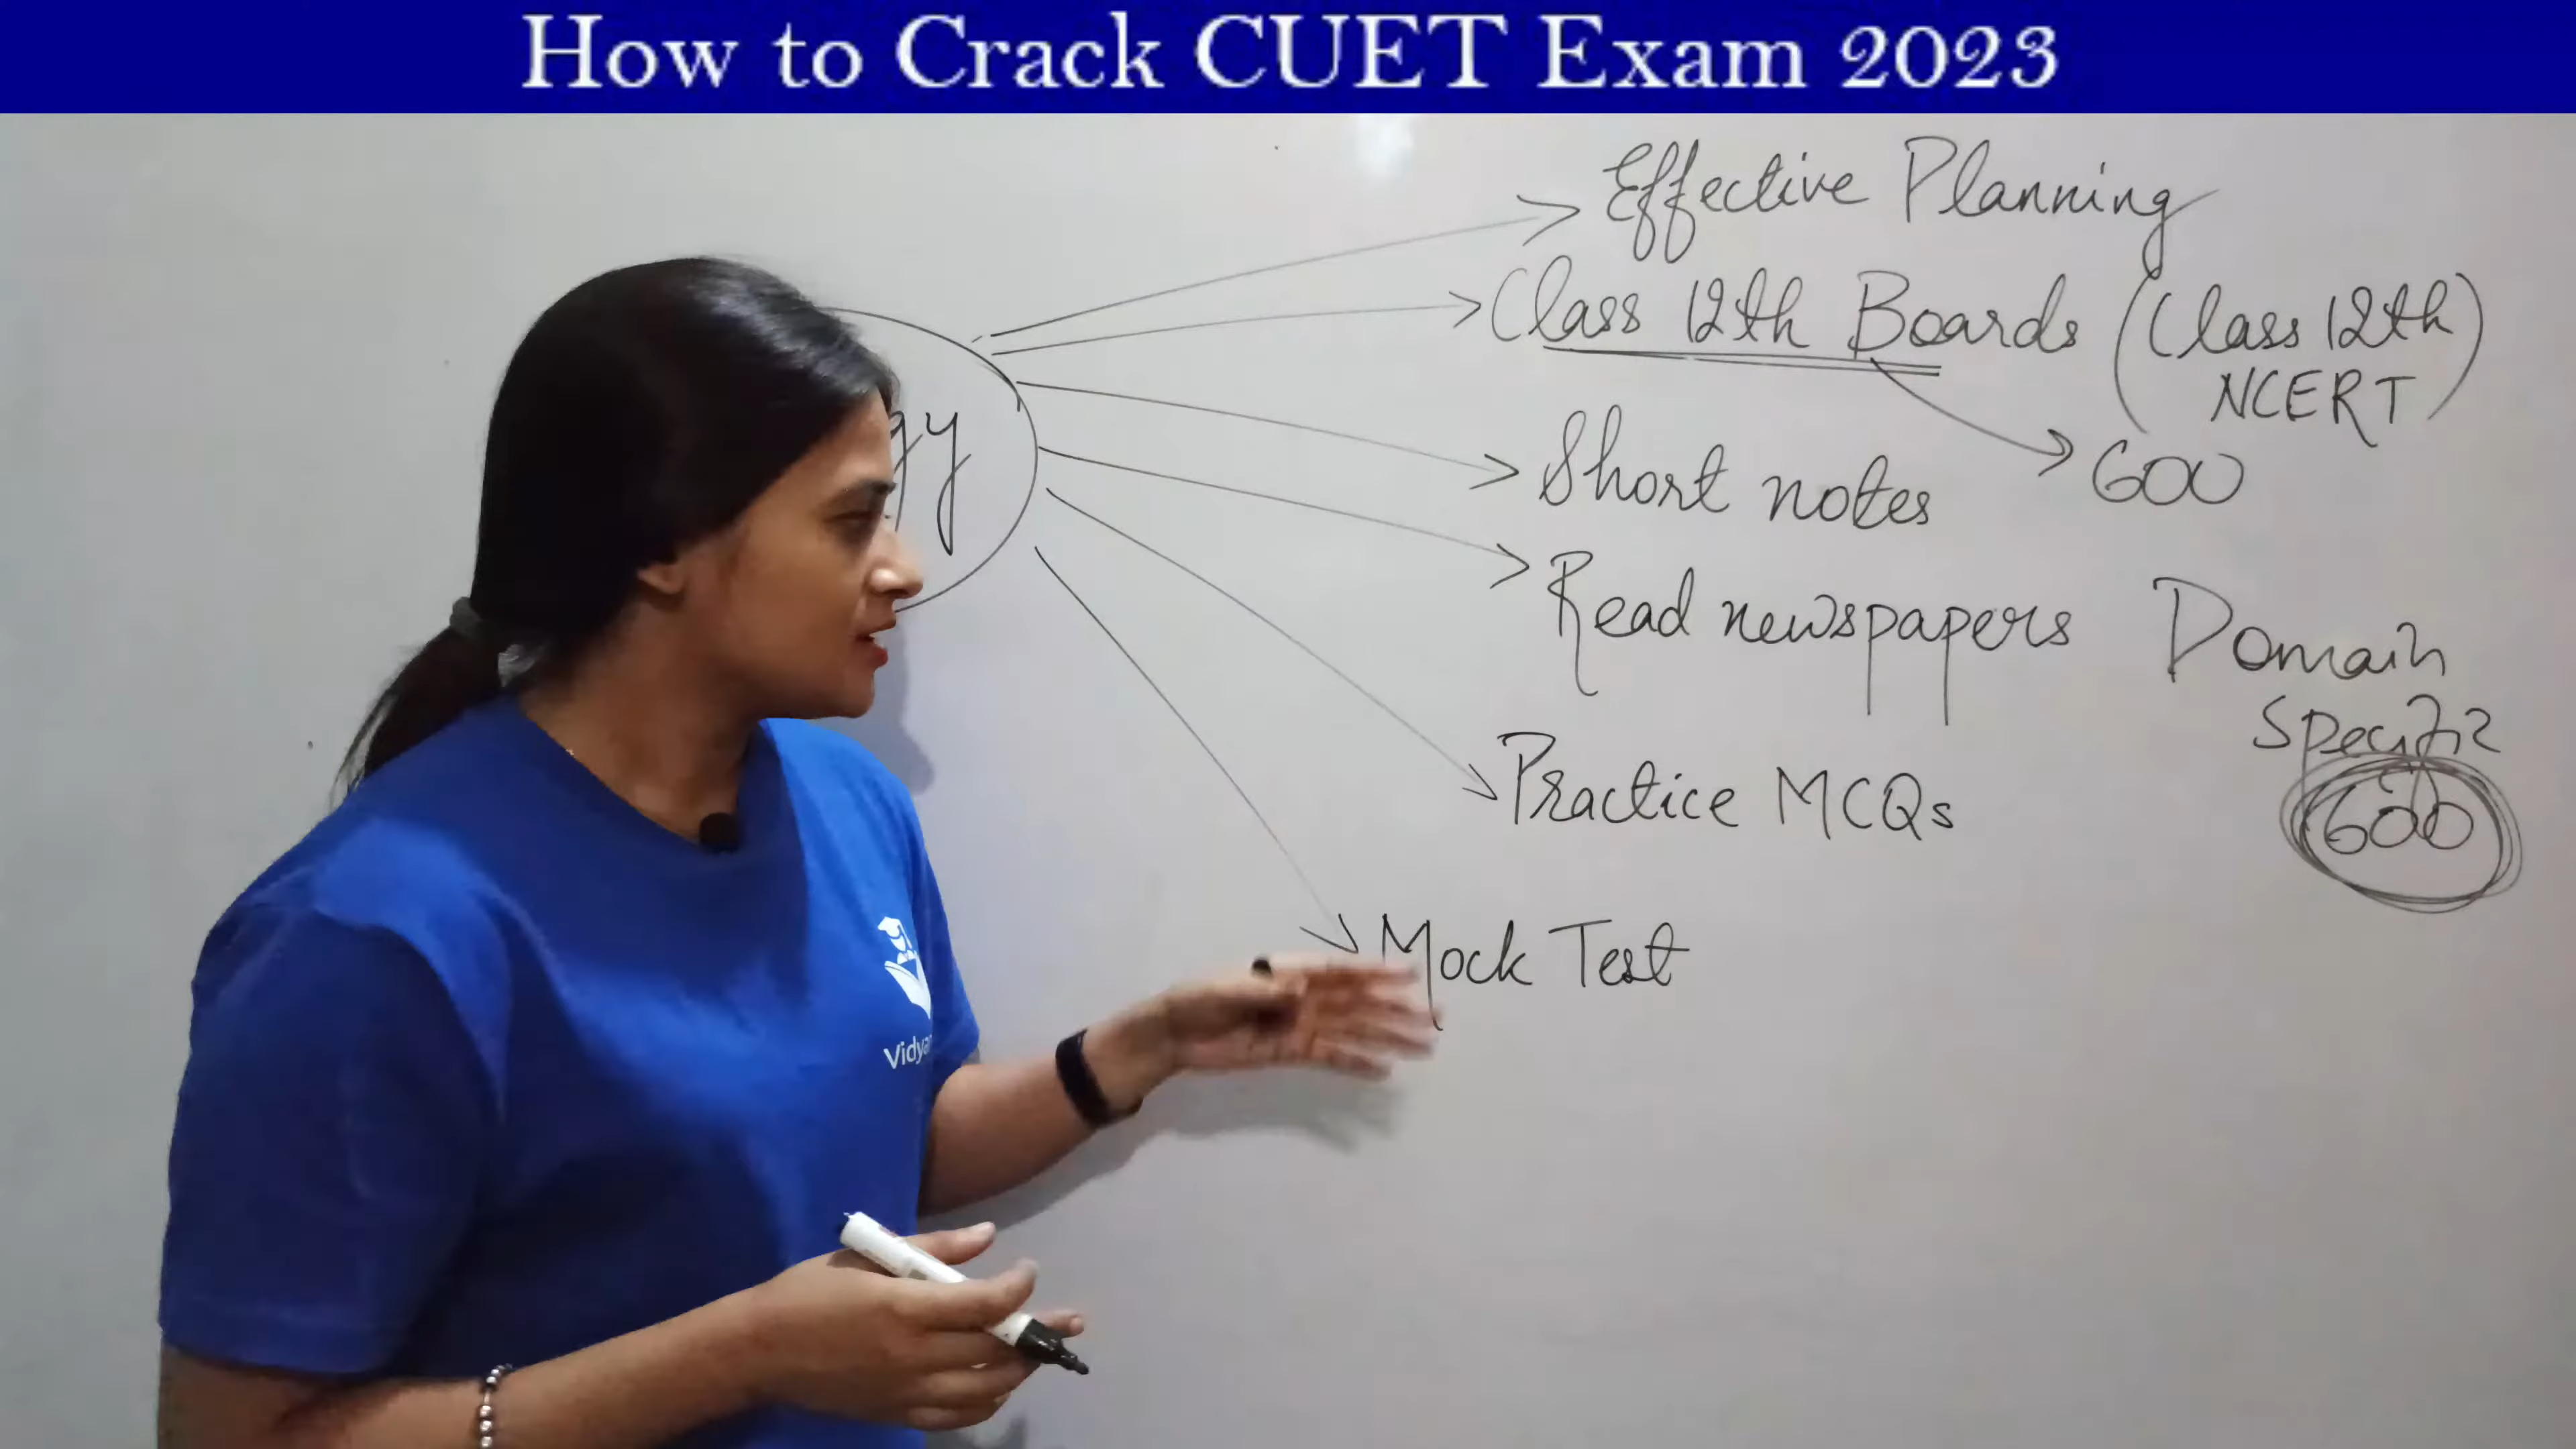 How to Crack CUET Exam 2023
Effective Planning
Class 12th Boards (Class 12th
NCERT)
600
Short notes
Read newspapers
Domain
Specific
600
Practice MCQs
Mock Test